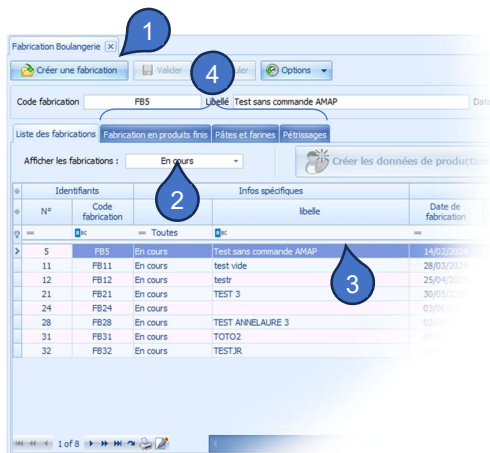 1
Fabrication Boulangerie
Créer une fabrication Valider Options
4
Code fabrication FB5 Libellé Test sans commande AMAP Date
Liste des fabrications Fabrication en produits finis Pâtes et farines Pétrissages
Afficher les fabrications : En cours Créer les données de production
2
Identifiants Infos spécifiques
N° Code fabrication libelle Date de fabrication
= = Toutes =
3
5 FB5 En cours Test sans commande AMAP 14/02/2024
11 FB11 En cours test vide 28/03/2024
12 FB12 En cours testr 25/04/
21 FB21 En cours TEST 3 30/05/
24 FB24 En cours 03/06
28 FB28 En cours TEST ANNELAURE 3
31 FB31 En cours TOTO2
32 FB32 En cours TESTJR
1 of 8